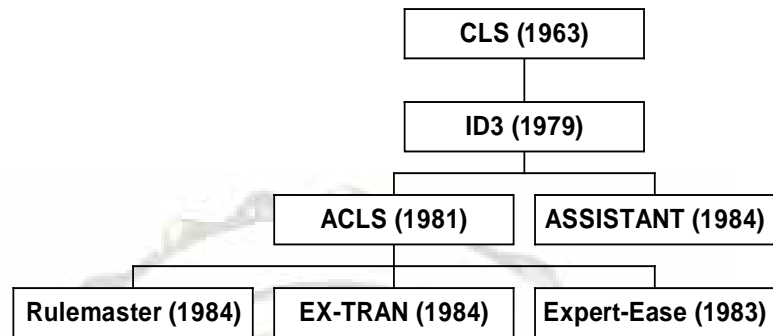 CLS (1963)
ID3 (1979)
ACLS (1981)
ASSISTANT (1984)
Rulemaster (1984)
EX-TRAN (1984)
Expert-Ease (1983)